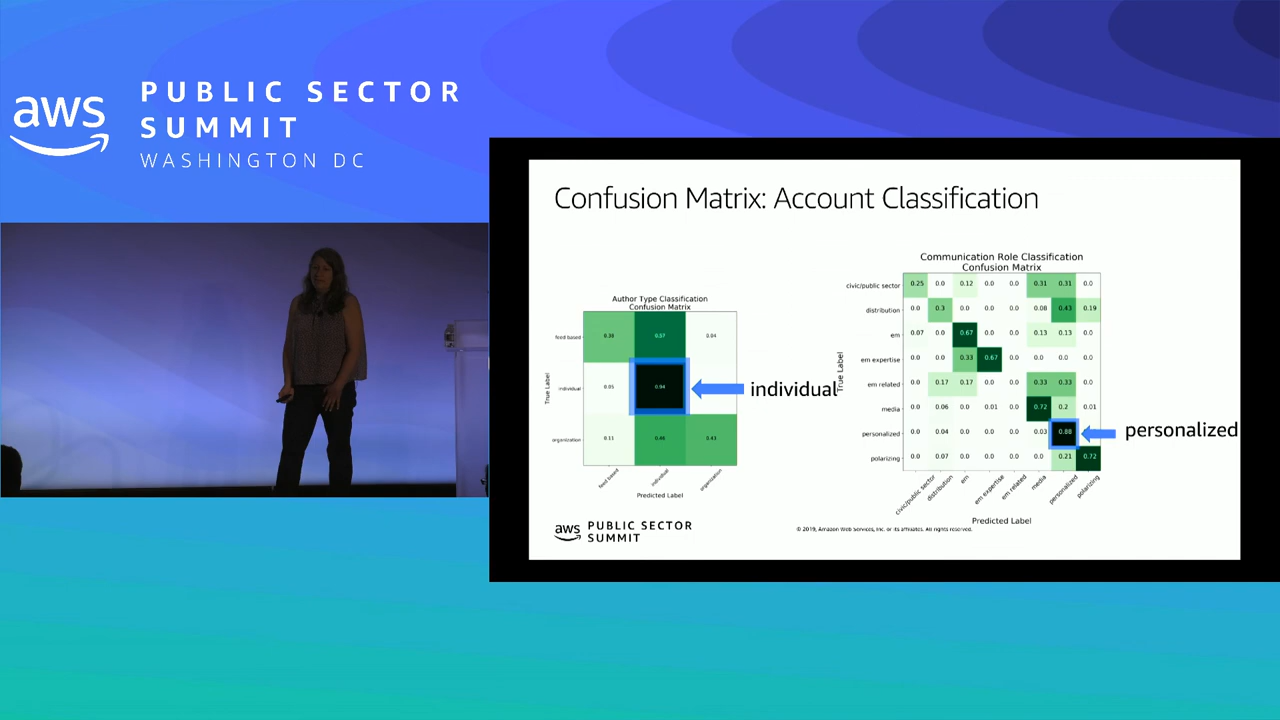 aws
PUBLIC SECTOR
SUMMIT
WASHINGTON DC
Confusion Matrix: Account Classification
Author Type Classification
Confusion Matrix
True Label
feed based
0.38
0.57
0.04
individual
0.05
0.94
organization
0.11
0.46
0.43
feed based
individual
organization
Predicted Label
individual
Communication Role Classification
Confusion Matrix
True Label
civic/public sector
0.25
0.0
0.12
0.0
0.0
0.31
0.31
0.0
distribution
0.0
0.3
0.0
0.0
0.0
0.08
0.43
0.19
em
0.07
0.0
0.67
0.0
0.0
0.13
0.13
0.0
em expertise
0.0
0.0
0.33
0.67
0.0
0.0
0.0
0.0
em related
0.0
0.17
0.17
0.0
0.0
0.33
0.33
0.0
media
0.0
0.06
0.0
0.01
0.0
0.72
0.2
0.01
personalized
0.0
0.04
0.0
0.0
0.0
0.03
0.88
polarizing
0.0
0.07
0.0
0.0
0.0
0.0
0.21
0.72
civic/public sector
distribution
em
em expertise
em related
media
personalized
polarizing
Predicted Label
personalized
aws
PUBLIC SECTOR
SUMMIT
© 2019, Amazon Web Services, Inc. or its affiliates. All rights reserved.